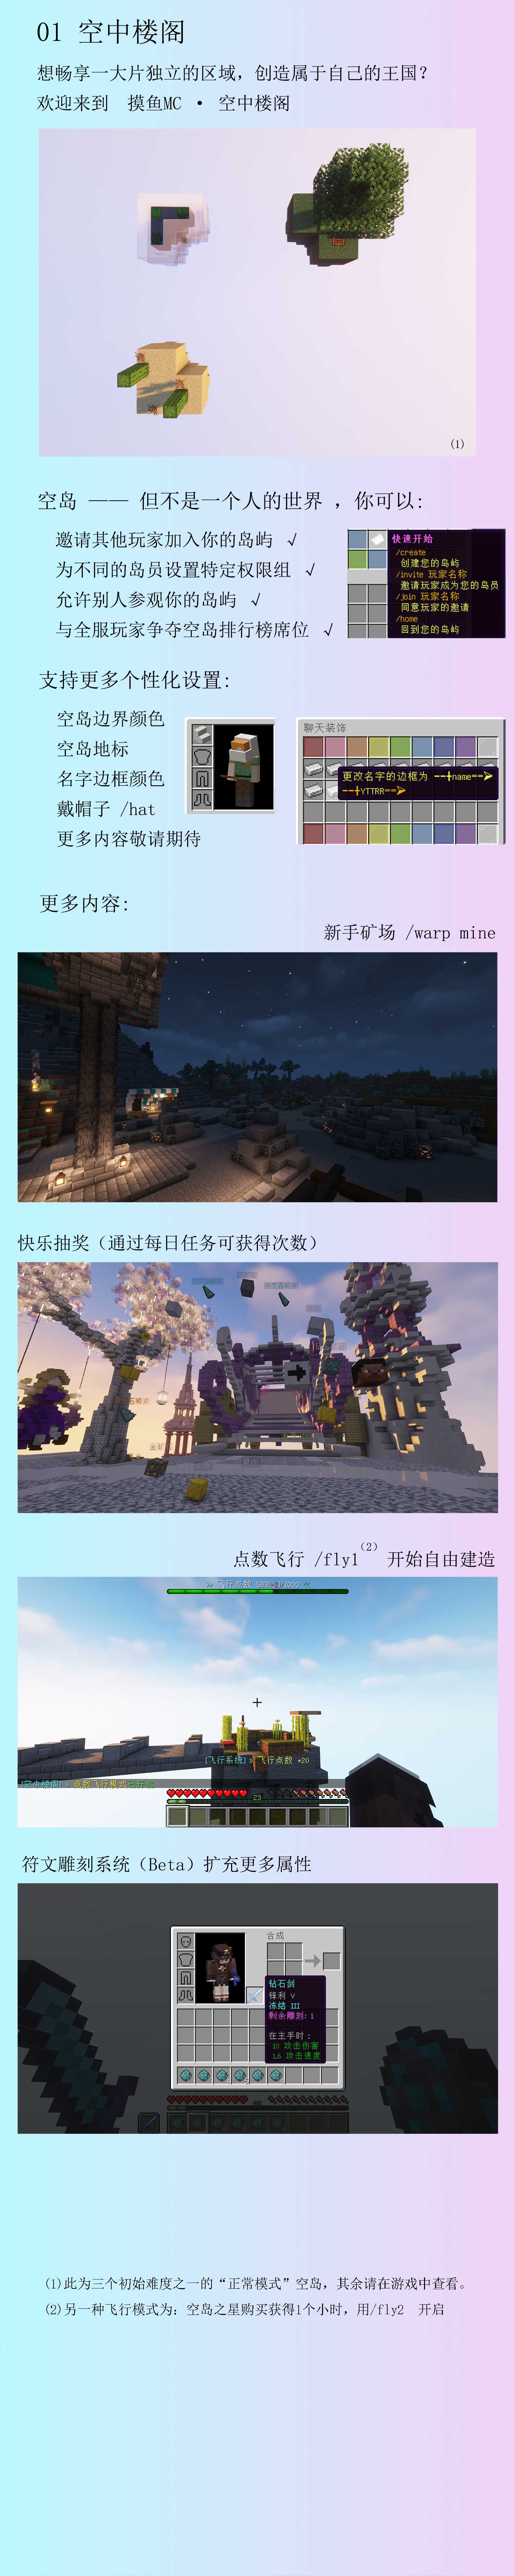 01 空中楼阁
想畅享一大片独立的区域，创造属于自己的王国？
欢迎来到 摸鱼MC · 空中楼阁
(1)
空岛 —— 但不是一个人的世界 ，你可以:
邀请其他玩家加入你的岛屿 √
为不同的岛员设置特定权限组 √
允许别人参观你的岛屿 √
与全服玩家争夺空岛排行榜席位 √
快速开始
/create
创建您的岛屿
/invite 玩家名称
邀请玩家成为您的岛员
/join 玩家名称
同意玩家的邀请
/home
回到您的岛屿
支持更多个性化设置:
空岛边界颜色
空岛地标
名字边框颜色
戴帽子 /hat
更多内容敬请期待
聊天装饰
更改名字的边框为 --╂name==➢
--╂VTTRR==➢
更多内容:
新手矿场 /warp mine
快乐抽奖（通过每日任务可获得次数）
点数飞行 /fly1(2) 开始自由建造
[飞行系统] » 飞行点数 +20
点数飞行模式已开启
23
符文雕刻系统（Beta）扩充更多属性
合成
钻石剑
锋利 V
冻结 III
剩余雕刻: 1
在主手时：
10 攻击伤害
1.6 攻击速度
(1)此为三个初始难度之一的“正常模式”空岛，其余请在游戏中查看。
(2)另一种飞行模式为：空岛之星购买获得1个小时，用/fly2 开启